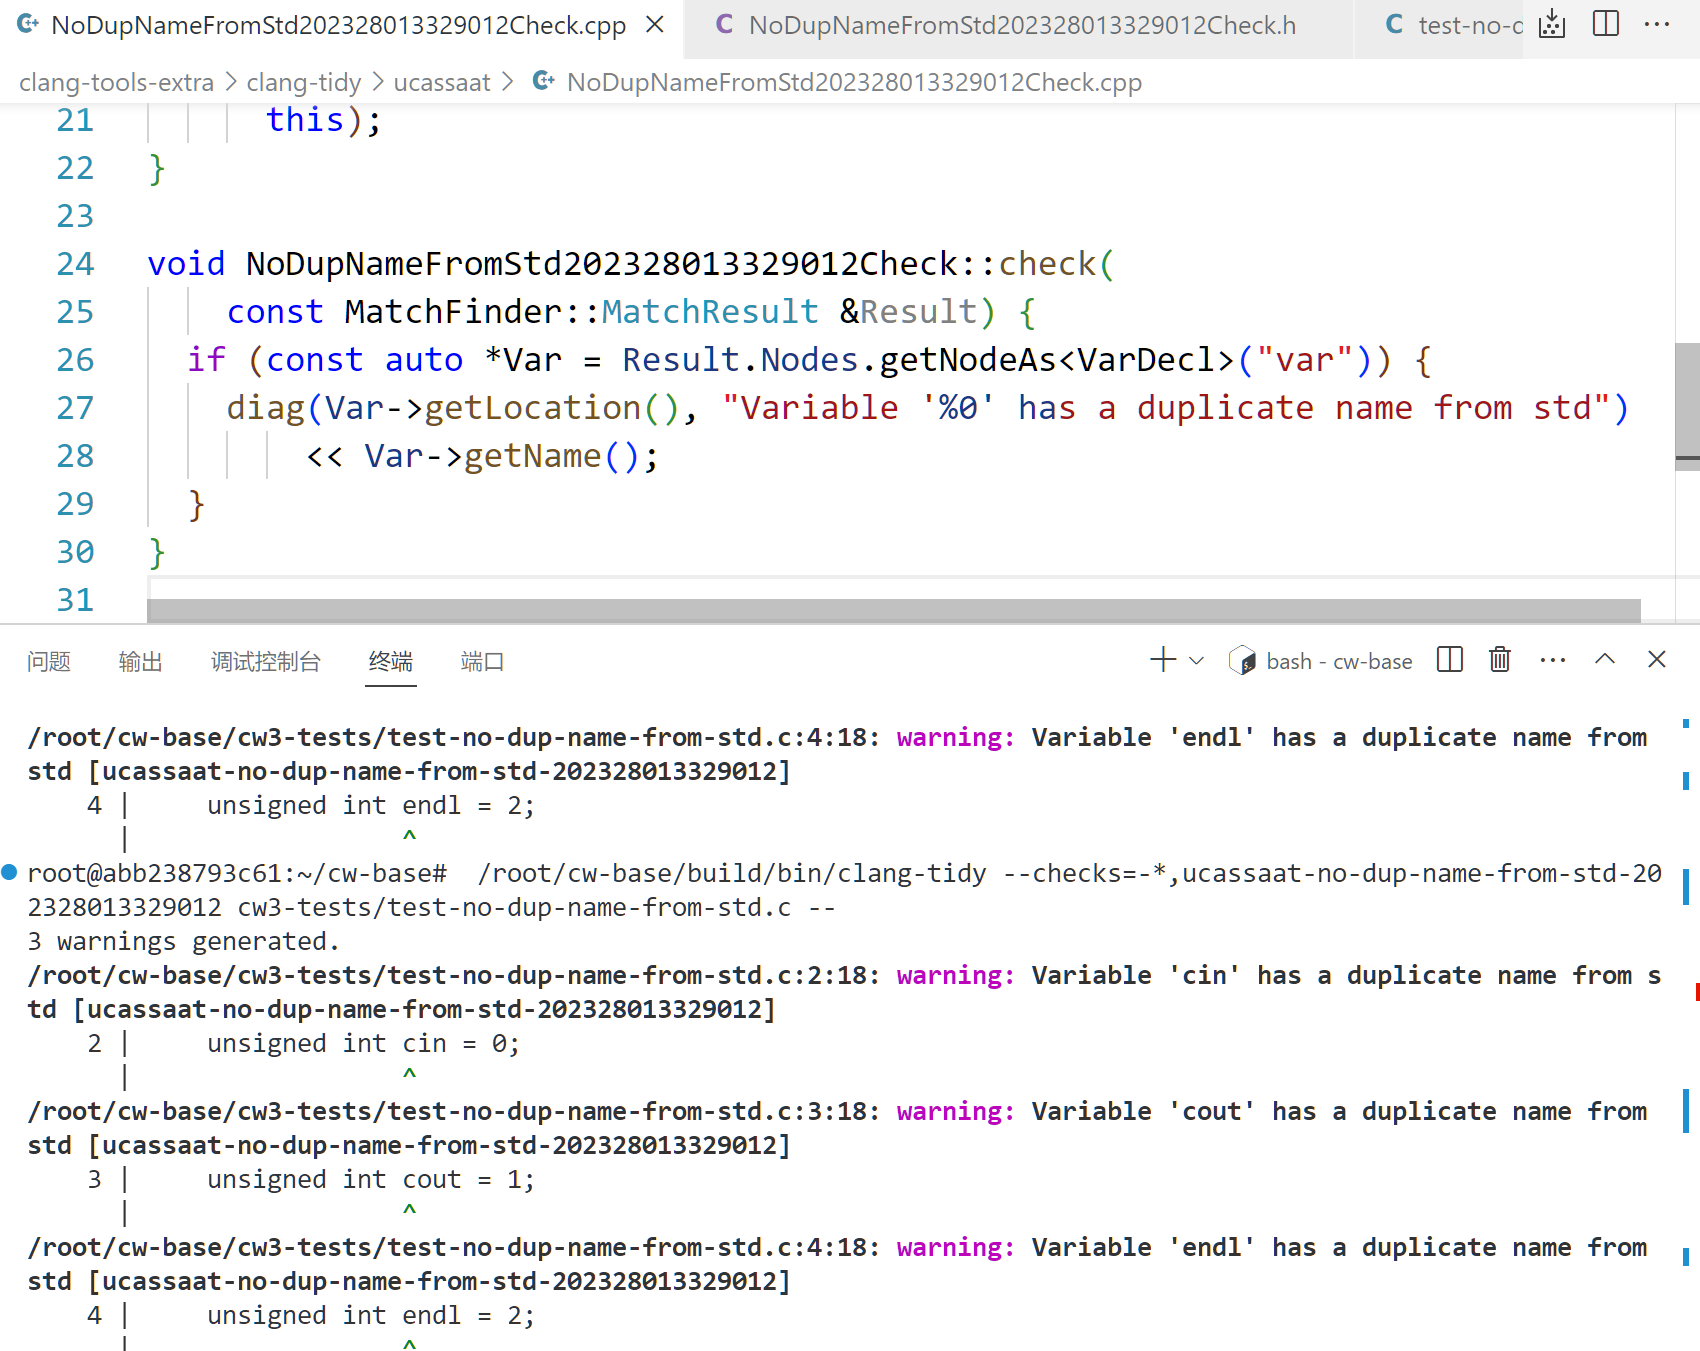 NoDupNameFromStd202328013329012Check.cpp
NoDupNameFromStd202328013329012Check.h
test-no-d
clang-tools-extra > clang-tidy > ucassaat > NoDupNameFromStd202328013329012Check.cpp
21 this);
22 }
23
24 void NoDupNameFromStd202328013329012Check::check(
25 const MatchFinder::MatchResult &Result) {
26 if (const auto *Var = Result.Nodes.getNodeAs<VarDecl>("var")) {
27 diag(Var->getLocation(), "Variable '%0' has a duplicate name from std")
28 << Var->getName();
29 }
30 }
31
问题 输出 调试控制台 终端 端口 bash - cw-base
/root/cw-base/cw3-tests/test-no-dup-name-from-std.c:4:18: warning: Variable 'endl' has a duplicate name from
std [ucassaat-no-dup-name-from-std-202328013329012]
4 | unsigned int endl = 2;
| ^
root@abb238793c61:~/cw-base# /root/cw-base/build/bin/clang-tidy --checks=-*,ucassaat-no-dup-name-from-std-20
2328013329012 cw3-tests/test-no-dup-name-from-std.c --
3 warnings generated.
/root/cw-base/cw3-tests/test-no-dup-name-from-std.c:2:18: warning: Variable 'cin' has a duplicate name from s
td [ucassaat-no-dup-name-from-std-202328013329012]
2 | unsigned int cin = 0;
| ^
/root/cw-base/cw3-tests/test-no-dup-name-from-std.c:3:18: warning: Variable 'cout' has a duplicate name from
std [ucassaat-no-dup-name-from-std-202328013329012]
3 | unsigned int cout = 1;
| ^
/root/cw-base/cw3-tests/test-no-dup-name-from-std.c:4:18: warning: Variable 'endl' has a duplicate name from
std [ucassaat-no-dup-name-from-std-202328013329012]
4 | unsigned int endl = 2;
| ^